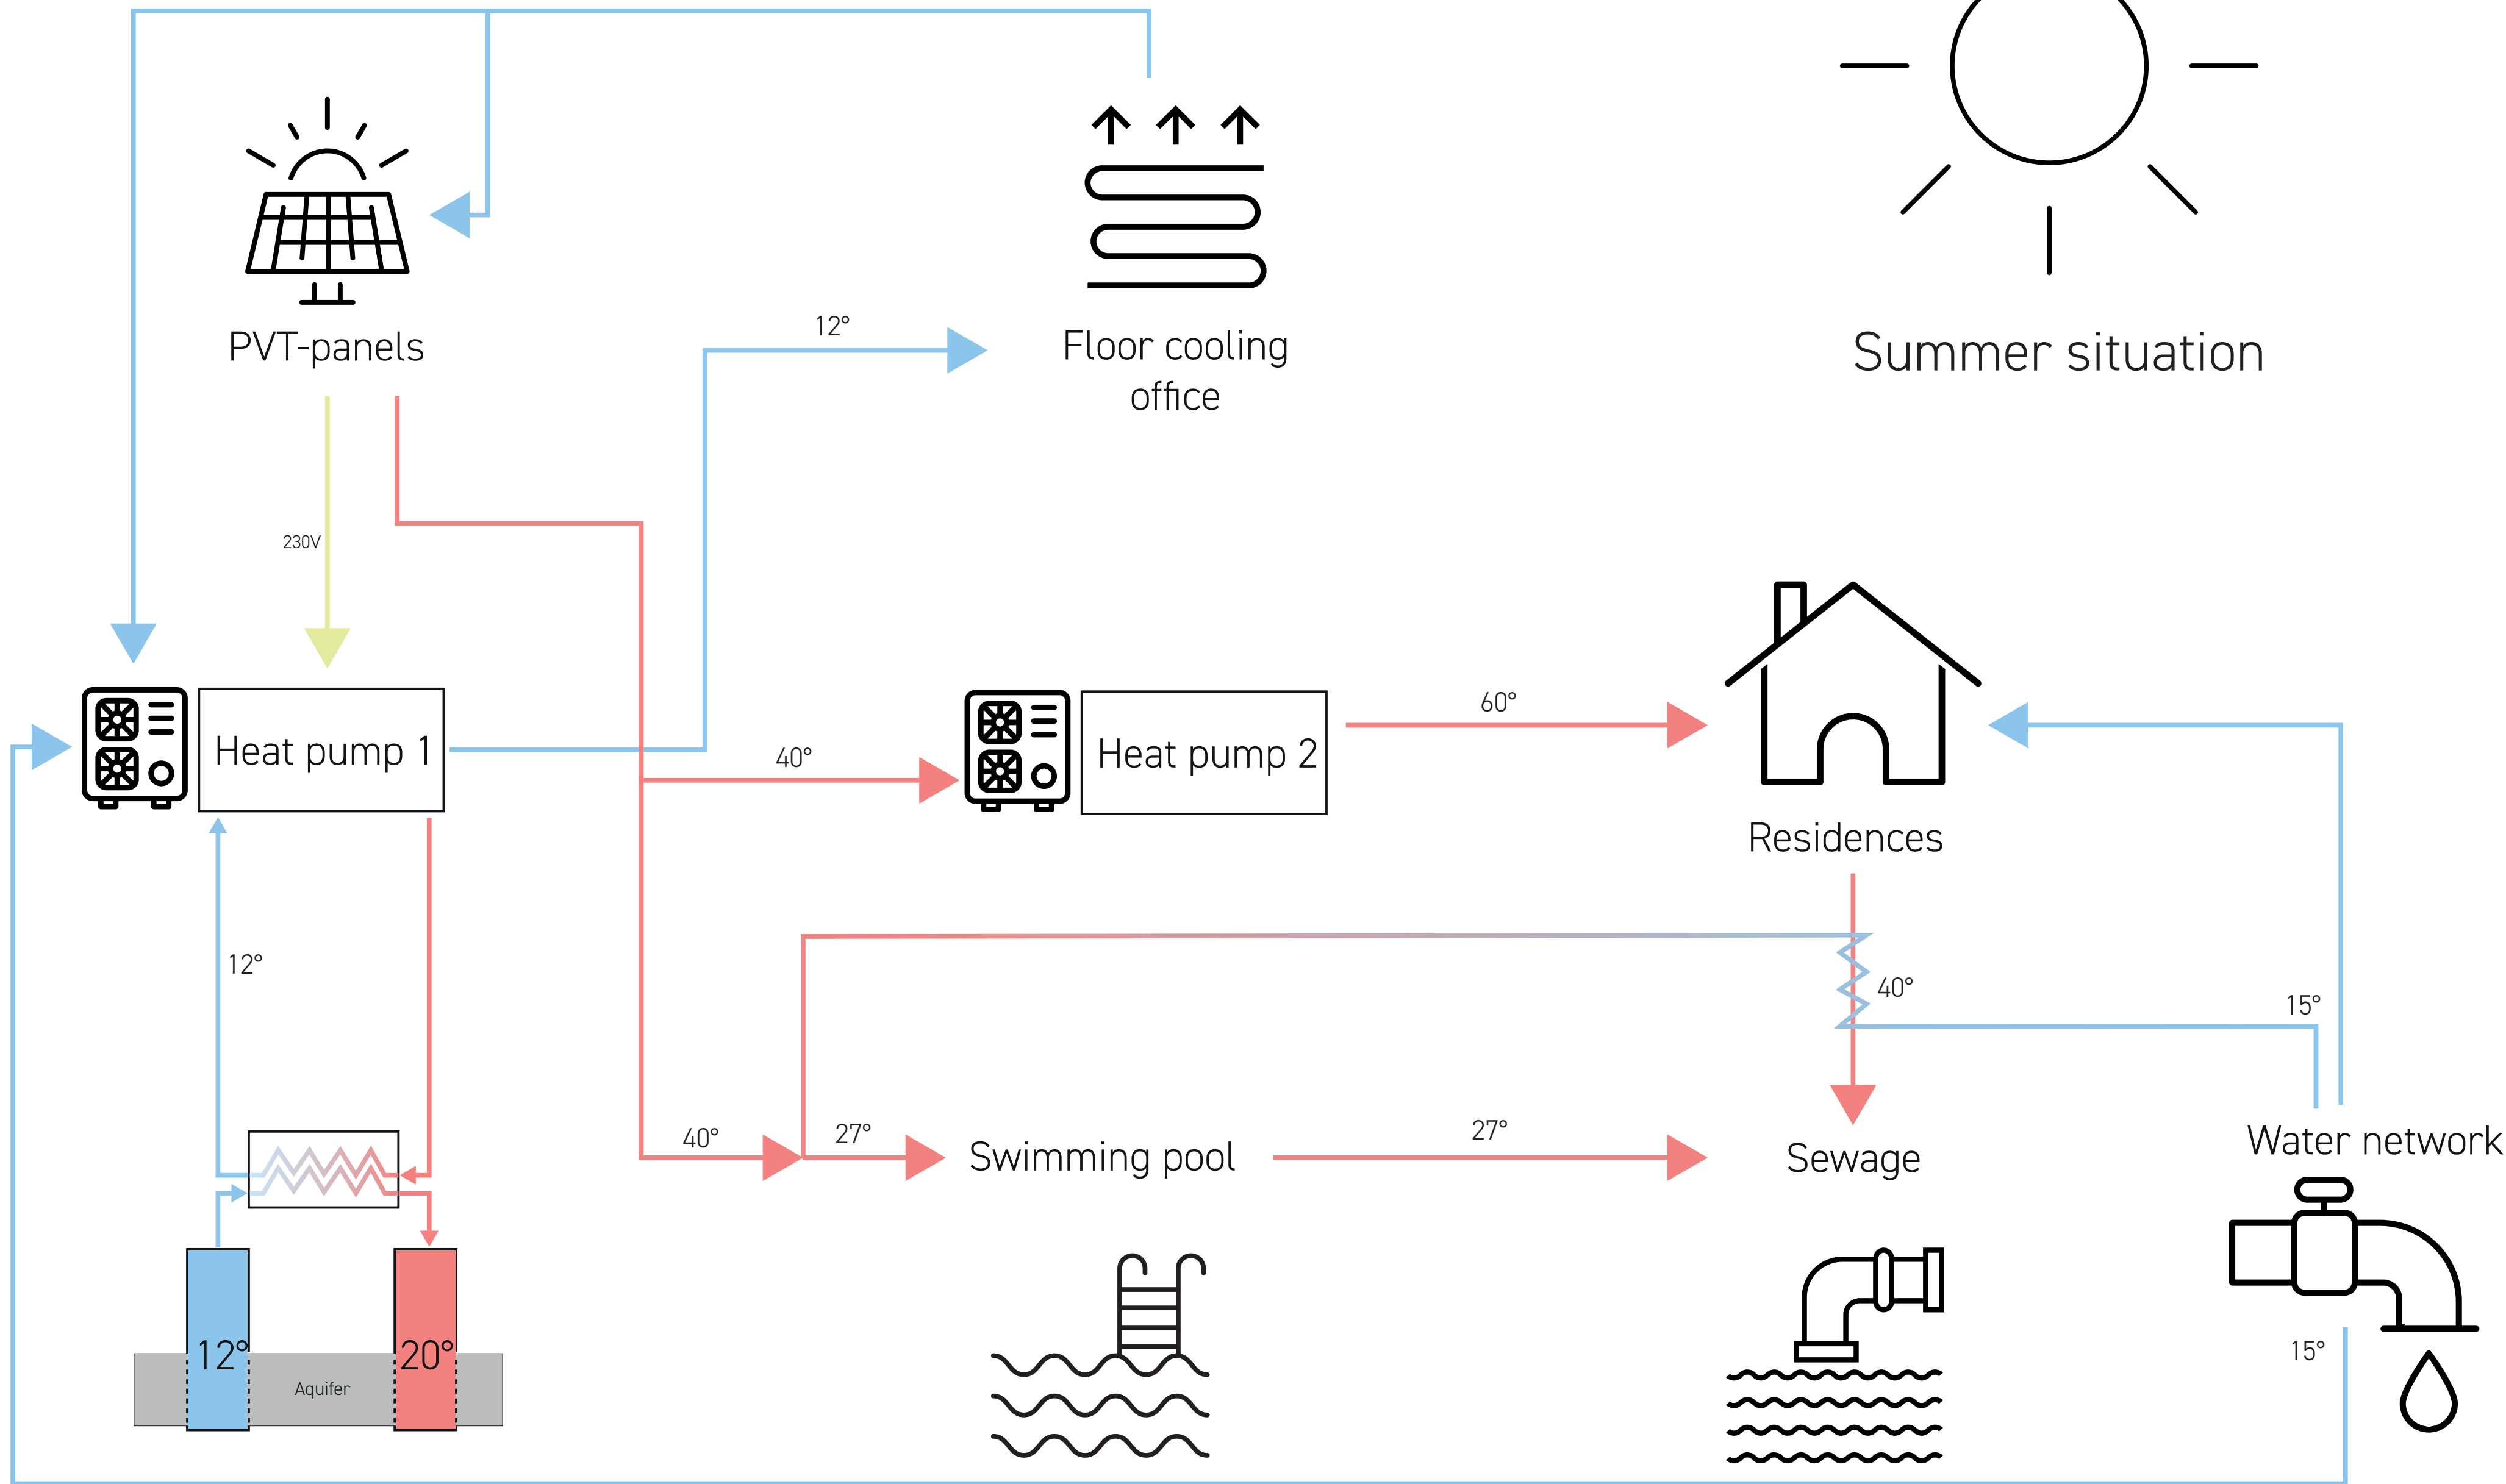 12°
PVT-panels
Floor cooling
office
Summer situation
230V
60°
Heat pump 1
40°
Heat pump 2
Residences
12°
40°
15°
40°
27°
27°
Swimming pool
Sewage
Water network
12°
20°
15°
Aquifer